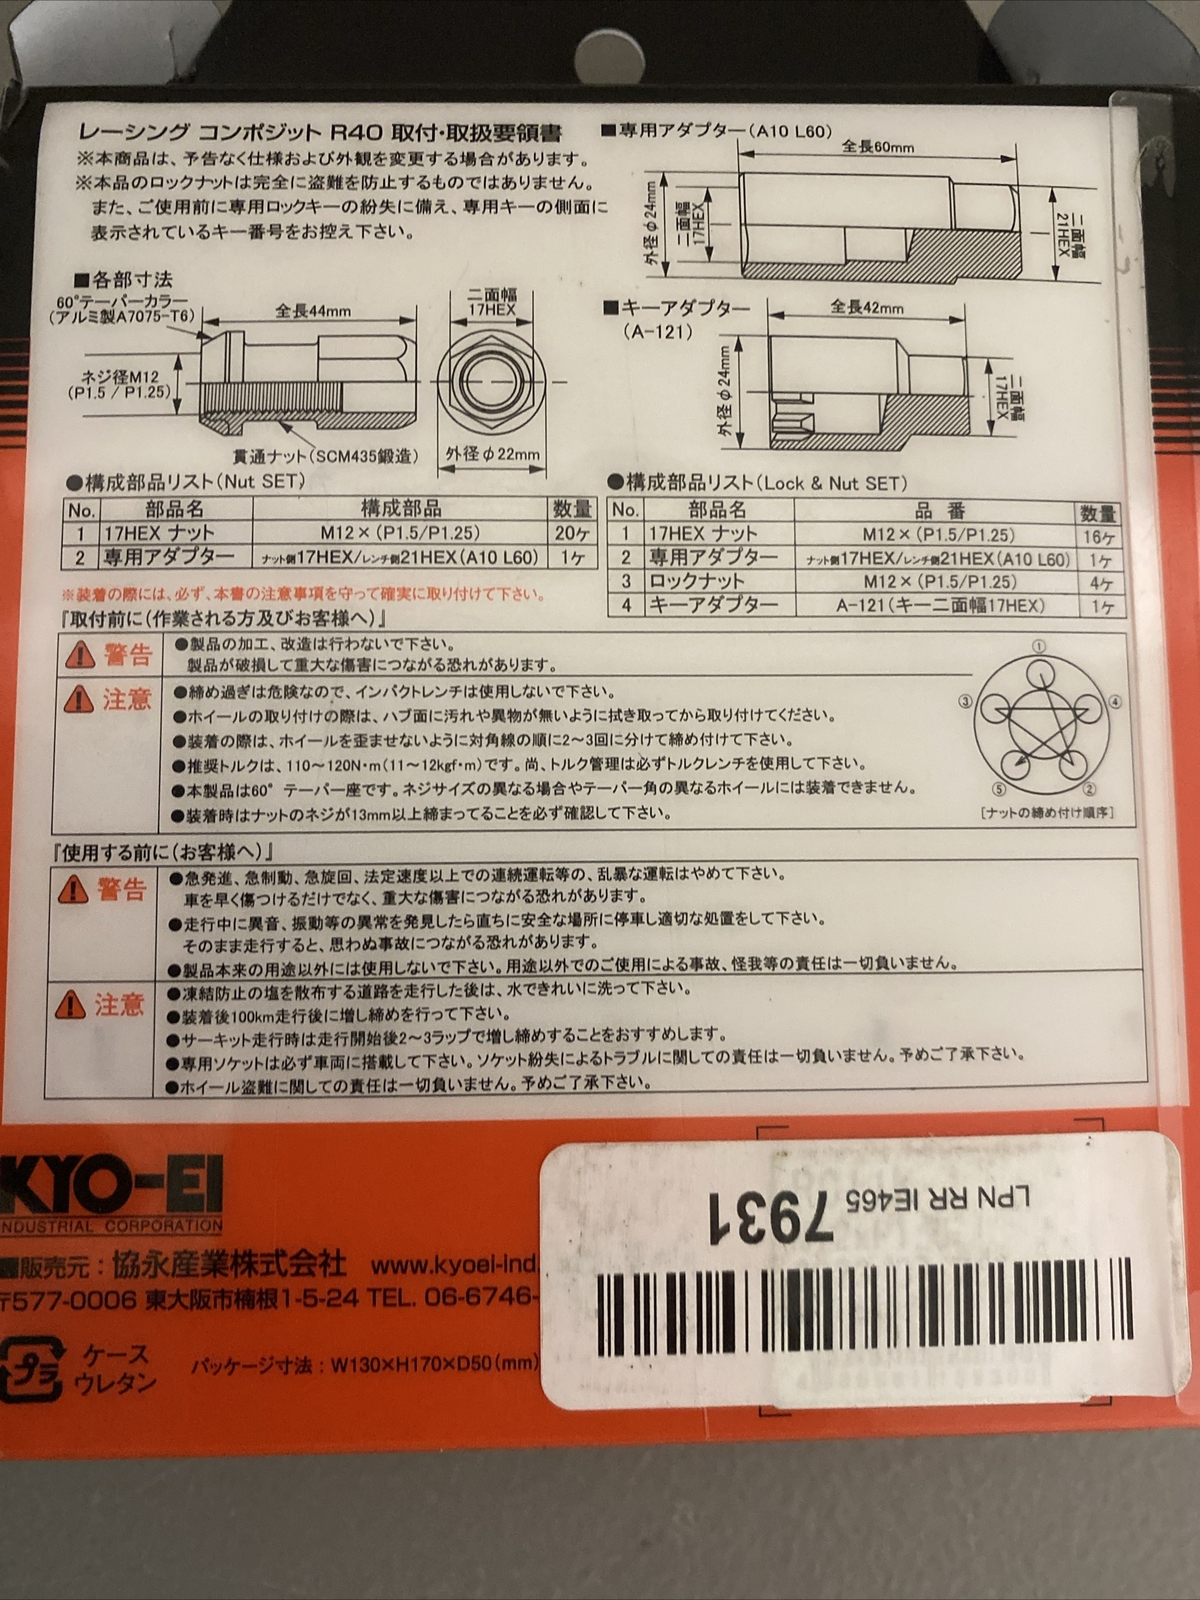 レーシング コンポジット R40 取付・取扱要領書
※本商品は、予告なく仕様および外観を変更する場合があります。
※本品のロックナットは完全に盗難を防止するものではありません。
また、ご使用前に専用ロックキーの紛失に備え、専用キーの側面に
表示されているキー番号をお控え下さい。
■各部寸法
60°テーパーカラー
(アルミ製A7075-T6)
全長44mm
ネジ径M12
(P1.5 / P1.25)
貫通ナット(SCM435鍛造)
二面幅
17HEX
外径φ22mm
■専用アダプター(A10 L60)
全長60mm
外径φ24mm
二面幅
17HEX
二面幅
21HEX
■キーアダプター
(A-121)
全長42mm
外径φ24mm
二面幅
17HEX
●構成部品リスト(Nut SET)
No. 部品名 構成部品 数量
1 17HEX ナット M12×(P1.5/P1.25) 20ヶ
2 専用アダプター ナット側17HEX/レンチ側21HEX(A10 L60) 1ヶ
●構成部品リスト(Lock & Nut SET)
No. 部品名 品 番 数量
1 17HEX ナット M12×(P1.5/P1.25) 16ヶ
2 専用アダプター ナット側17HEX/レンチ側21HEX(A10 L60) 1ヶ
3 ロックナット M12×(P1.5/P1.25) 4ヶ
4 キーアダプター A-121(キー二面幅17HEX) 1ヶ
※装着の際には、必ず、本書の注意事項を守って確実に取り付けて下さい。
『取付前に(作業される方及びお客様へ)』
警告
●製品の加工、改造は行わないで下さい。
製品が破損して重大な傷害につながる恐れがあります。
注意
●締め過ぎは危険なので、インパクトレンチは使用しないで下さい。
●ホイールの取り付けの際は、ハブ面に汚れや異物が無いように拭き取ってから取り付けてください。
●装着の際は、ホイールを歪ませないように対角線の順に2～3回に分けて締め付けて下さい。
●推奨トルクは、110～120N・m(11～12kgf・m)です。尚、トルク管理は必ずトルクレンチを使用して下さい。
●本製品は60° テーパー座です。ネジサイズの異なる場合やテーパー角の異なるホイールには装着できません。
●装着時はナットのネジが13mm以上締まってることを必ず確認して下さい。
①
③
④
⑤
②
[ナットの締め付け順序]
『使用する前に(お客様へ)』
警告
●急発進、急制動、急旋回、法定速度以上での連続運転等の、乱暴な運転はやめて下さい。
車を早く傷つけるだけでなく、重大な傷害につながる恐れがあります。
●走行中に異音、振動等の異常を発見したら直ちに安全な場所に停車し適切な処置をして下さい。
そのまま走行すると、思わぬ事故につながる恐れがあります。
●製品本来の用途以外には使用しないで下さい。用途以外でのご使用による事故、怪我等の責任は一切負いません。
注意
●凍結防止の塩を散布する道路を走行した後は、水できれいに洗って下さい。
●装着後100km走行後に増し締めを行って下さい。
●サーキット走行時は走行開始後2～3ラップで増し締めすることをおすすめします。
●専用ソケットは必ず車両に搭載して下さい。ソケット紛失によるトラブルに関しての責任は一切負いません。予めご了承下さい。
●ホイール盗難に関しての責任は一切負いません。予めご了承下さい。
KYO-EI
INDUSTRIAL CORPORATION
■販売元：協永産業株式会社 www.kyoei-ind.
〒577-0006 東大阪市楠根1-5-24 TEL. 06-6746-
プラ
ケース
ウレタン
パッケージ寸法：W130×H170×D50(mm)
LPN RR IE465 7931